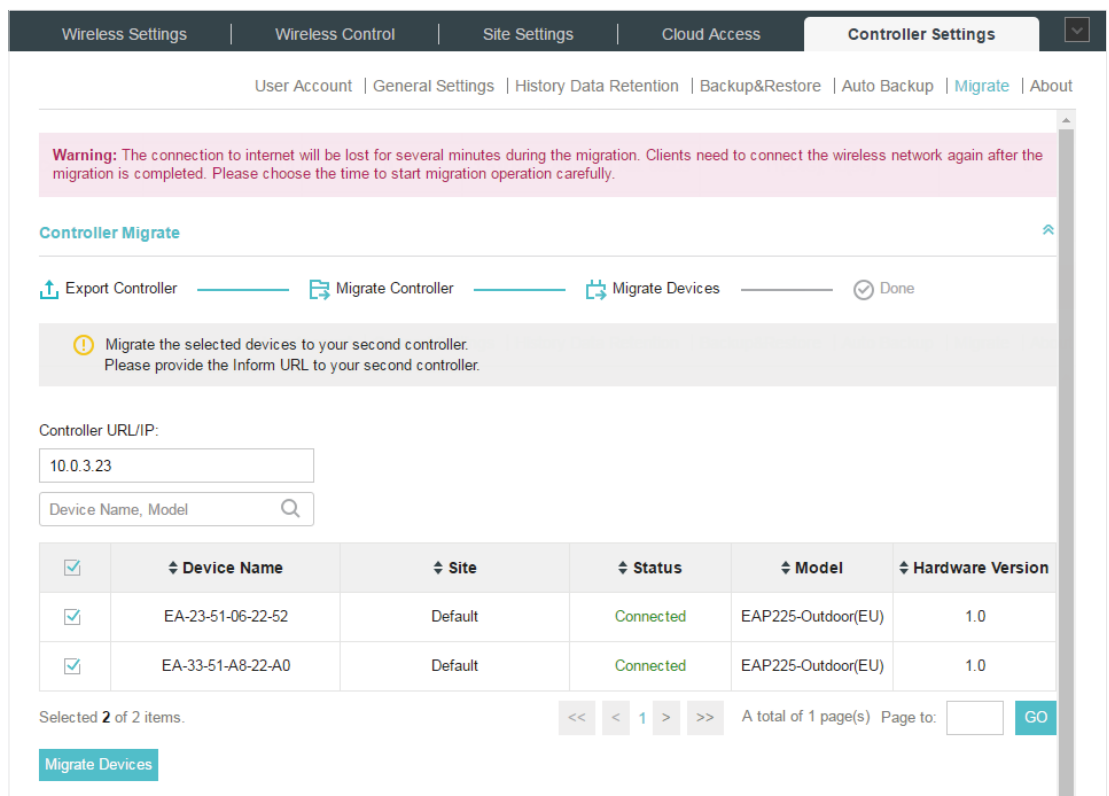 Wireless Settings | Wireless Control | Site Settings | Cloud Access Controller Settings
User Account | General Settings | History Data Retention | Backup&Restore | Auto Backup | Migrate | About
Warning: The connection to internet will be lost for several minutes during the migration. Clients need to connect the wireless network again after the
migration is completed. Please choose the time to start migration operation carefully.
Controller Migrate
Export Controller Migrate Controller Migrate Devices Done
Migrate the selected devices to your second controller.
Please provide the Inform URL to your second controller.
Controller URL/IP:
10.0.3.23
Device Name, Model
Device Name Site Status Model Hardware Version
EA-23-51-06-22-52 Default Connected EAP225-Outdoor(EU) 1.0
EA-33-51-A8-22-A0 Default Connected EAP225-Outdoor(EU) 1.0
Selected 2 of 2 items. << < 1 > >> A total of 1 page(s) Page to: GO
Migrate Devices